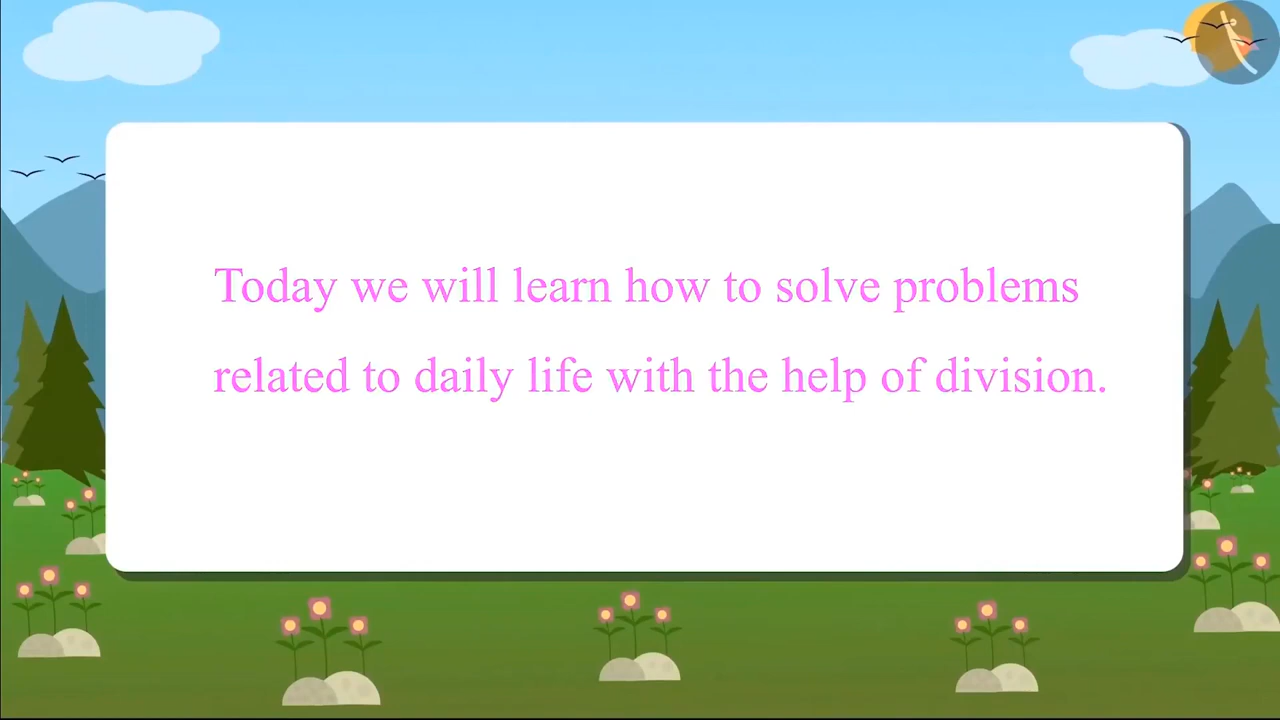 Today we will learn how to solve problems
related to daily life with the help of division.